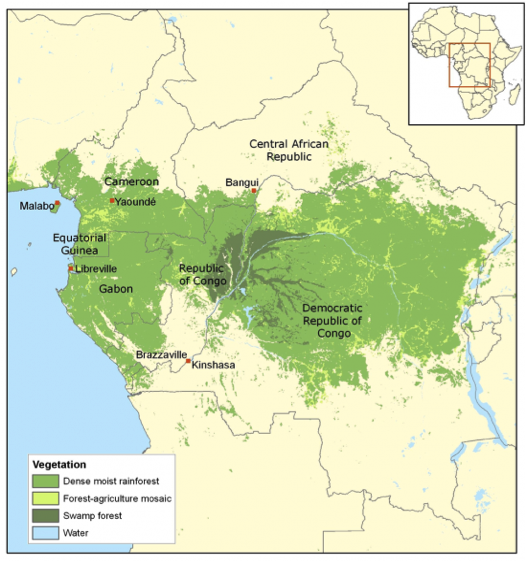 Central African
Republic
Cameroon
Bangui
Malabo
Yaoundé
Equatorial
Guinea
Libreville
Republic
of Congo
Gabon
Democratic
Republic of
Congo
Brazzaville
Kinshasa
Vegetation
Dense moist rainforest
Forest-agriculture mosaic
Swamp forest
Water